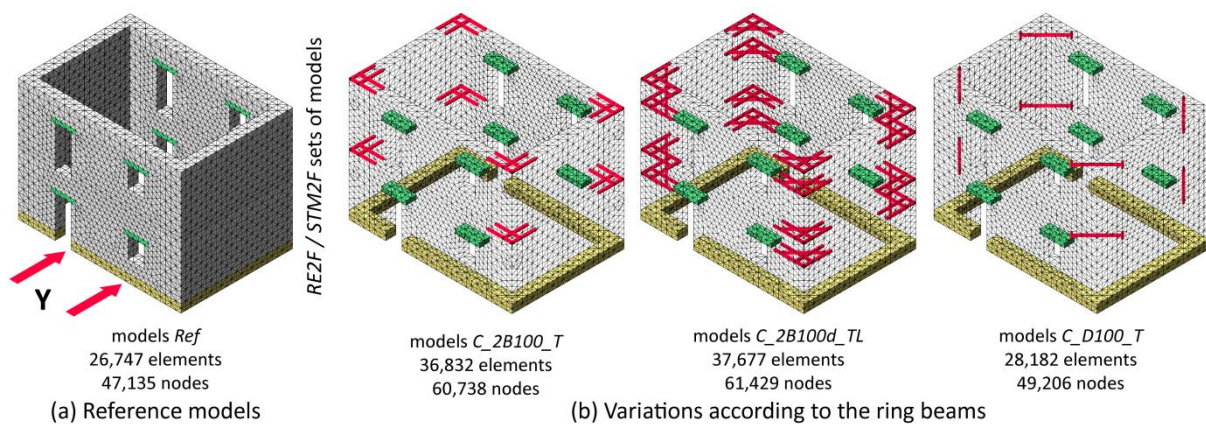 Y
RE2F / STM2F sets of models
models Ref
26,747 elements
47,135 nodes
(a) Reference models
models C_2B100_T
36,832 elements
60,738 nodes
models C_2B100d_TL
37,677 elements
61,429 nodes
models C_D100_T
28,182 elements
49,206 nodes
(b) Variations according to the ring beams